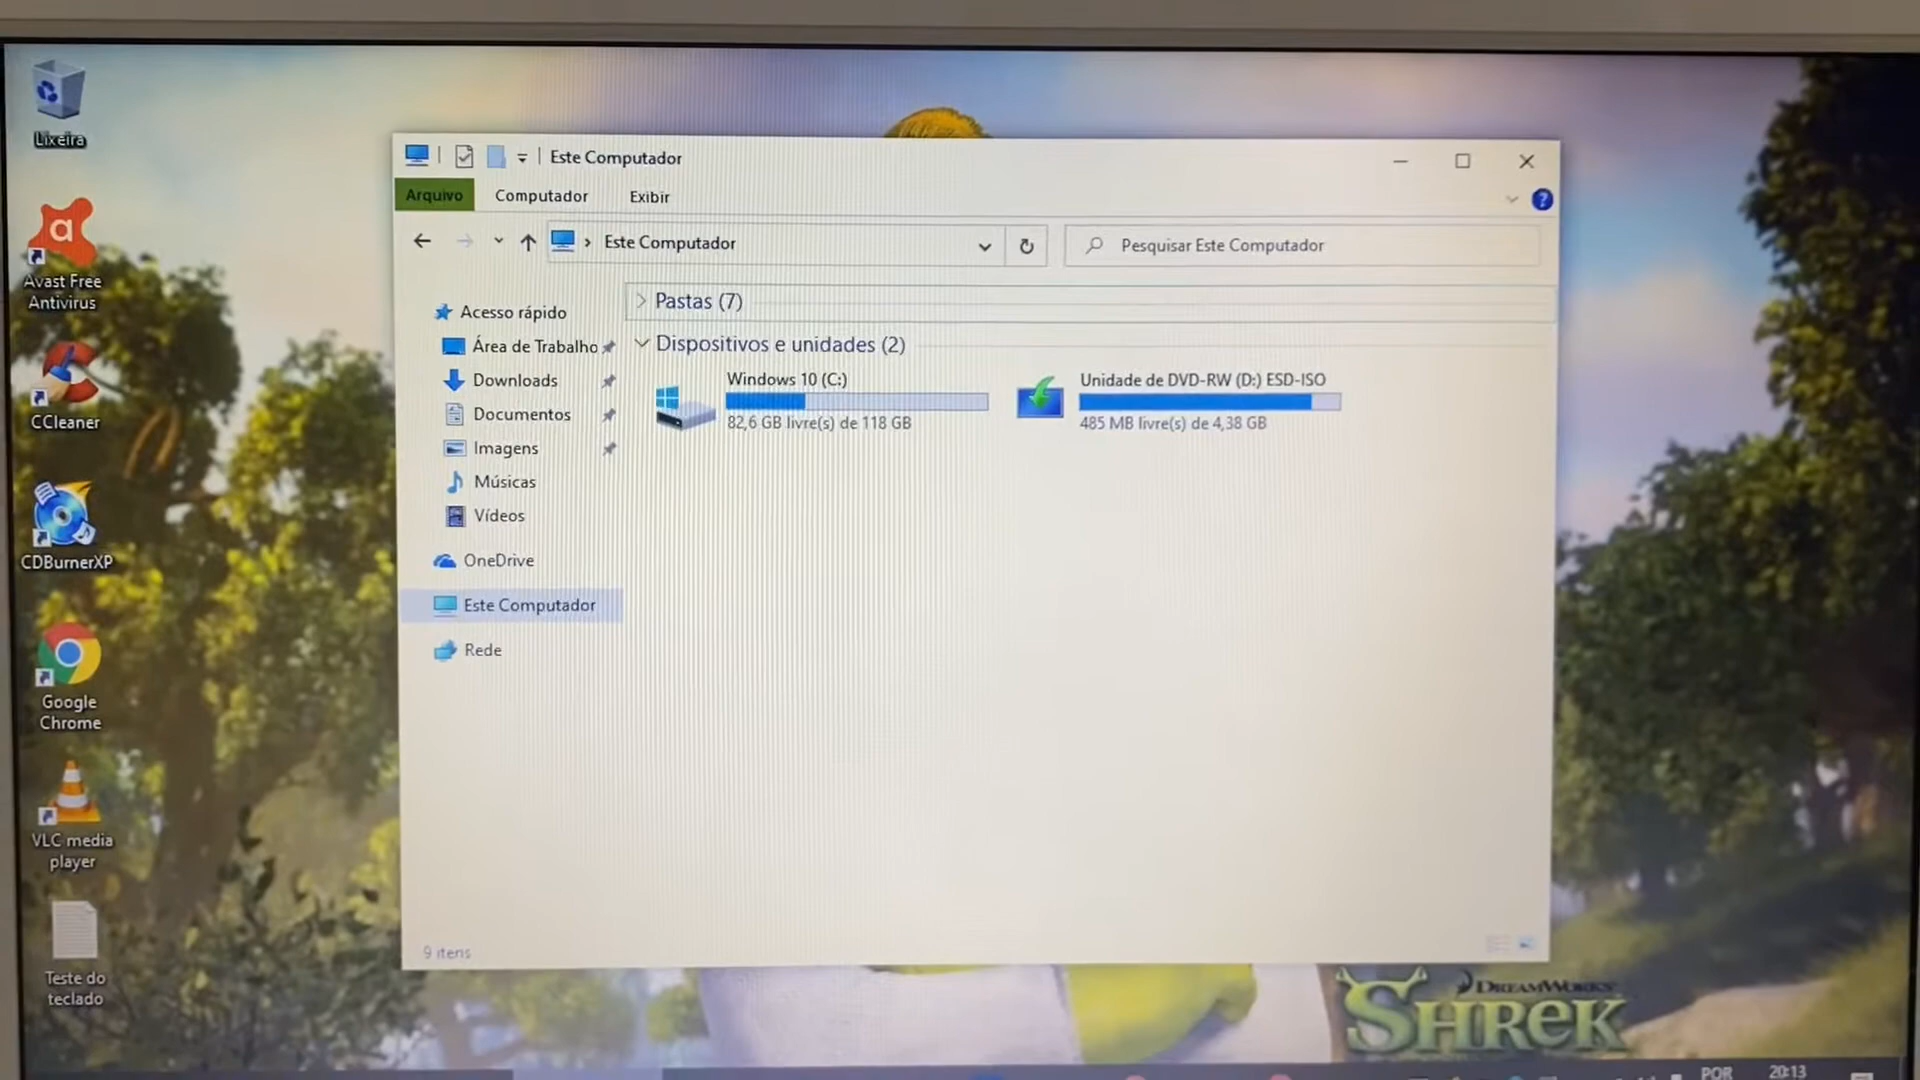 Lixeira
Avast Free
Antivirus
CCleaner
CDBurnerXP
Google
Chrome
VLC media
player
Teste do
teclado
Este Computador
Arquivo
Computador
Exibir
?
Este Computador
Pesquisar Este Computador
Acesso rápido
Área de Trabalho
Downloads
Documentos
Imagens
Músicas
Vídeos
OneDrive
Este Computador
Rede
Pastas (7)
Dispositivos e unidades (2)
Windows 10 (C:)
82,6 GB livre(s) de 118 GB
Unidade de DVD-RW (D:) ESD-ISO
485 MB livre(s) de 4,38 GB
9 itens
DREAMWORKS
SHREK
POR
20:13